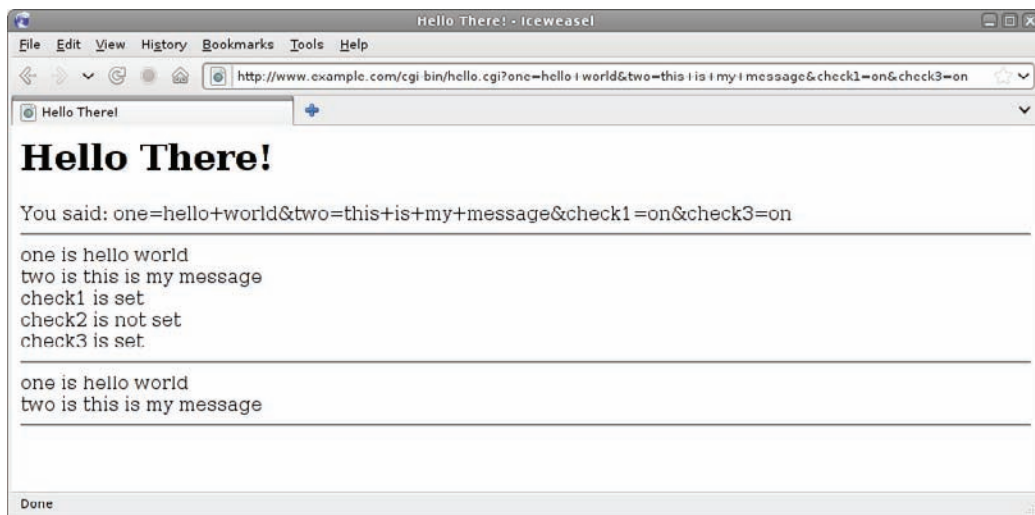 Hello There! - Iceweasel
File Edit View History Bookmarks Tools Help
http://www.example.com/cgi-bin/hello.cgi?one=hello+world&two=this+is+my+message&check1=on&check3=on
Hello There!
Hello There!
You said: one=hello+world&two=this+is+my+message&check1=on&check3=on
one is hello world
two is this is my message
check1 is set
check2 is not set
check3 is set
one is hello world
two is this is my message
Done